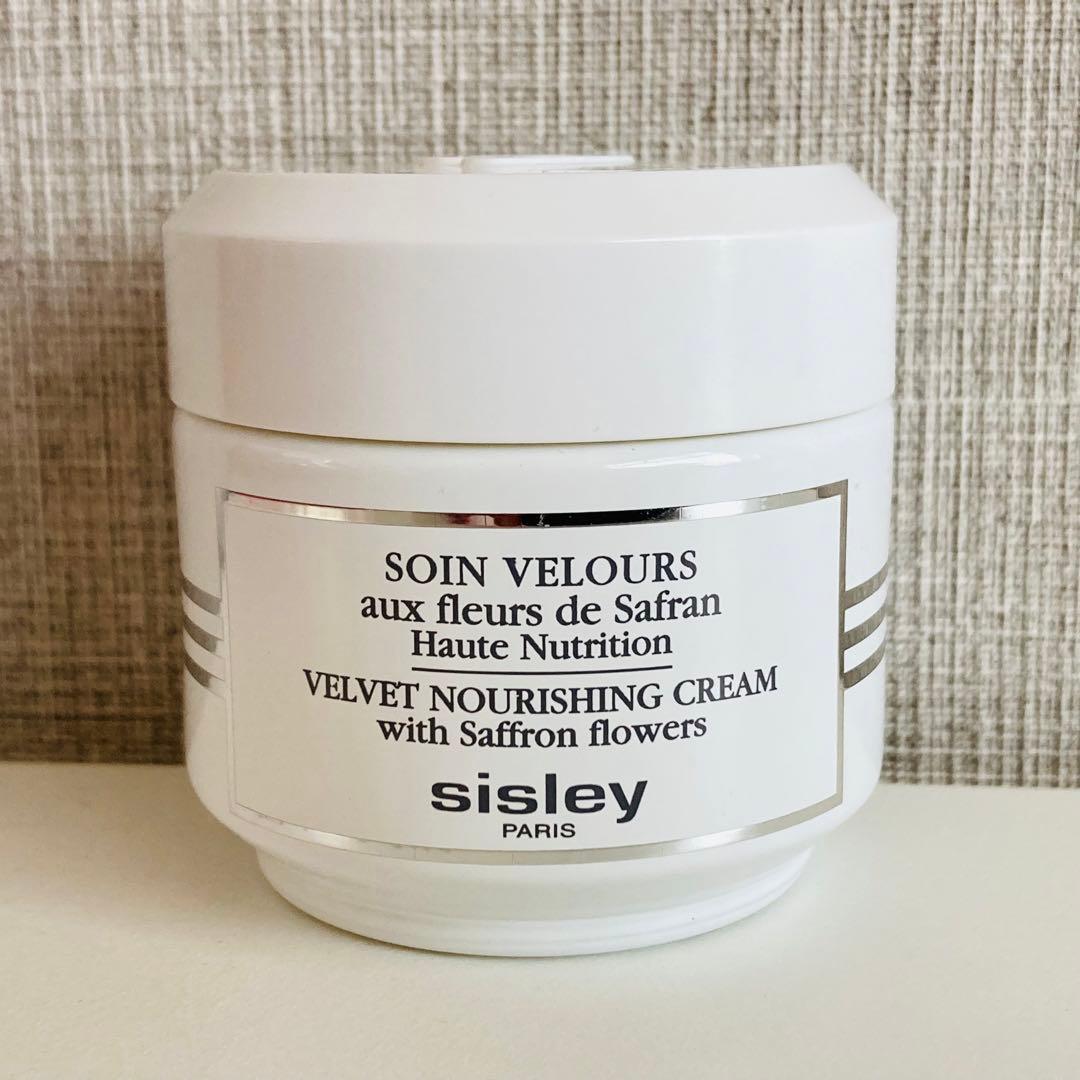 SOIN VELOURS
aux fleurs de Safran
Haute Nutrition
VELVET NOURISHING CREAM
with Saffron flowers
sisley
PARIS